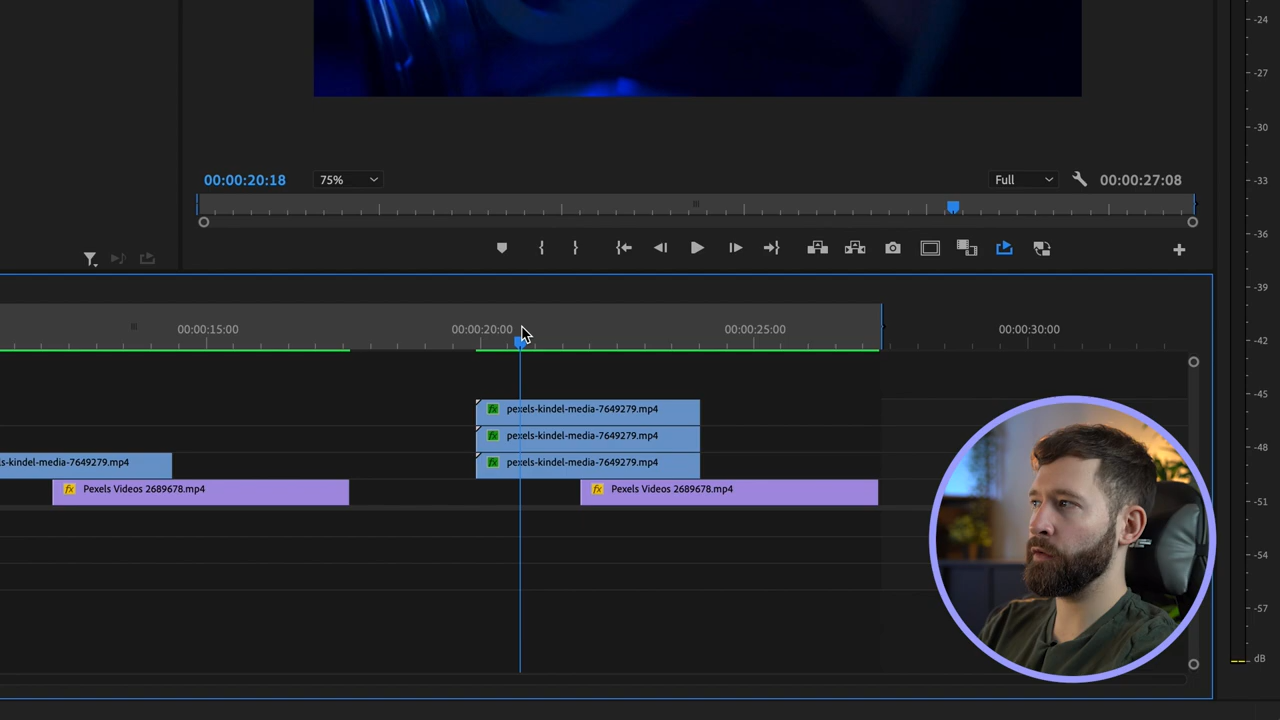 00:00:20:18 75% Full 00:00:27:08
00:00:15:00 00:00:20:00 00:00:25:00 00:00:30:00
pexels-kindel-media-7649279.mp4
pexels-kindel-media-7649279.mp4
s-kindel-media-7649279.mp4 pexels-kindel-media-7649279.mp4
fx Pexels Videos 2689678.mp4 fx Pexels Videos 2689678.mp4
-24
-27
-30
-33
-36
-39
-42
-45
-48
-51
-54
-57
dB